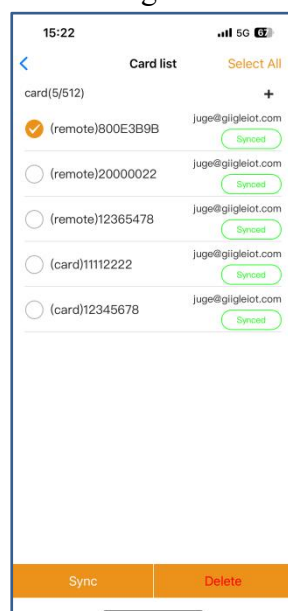 15:22 5G 67
Card list Select All
card(5/512) +
juge@giigleiot.com
(remote)800E3B9B
Synced
juge@giigleiot.com
(remote)20000022
Synced
juge@giigleiot.com
(remote)12365478
Synced
juge@giigleiot.com
(card)11112222
Synced
juge@giigleiot.com
(card)12345678
Synced
Sync Delete